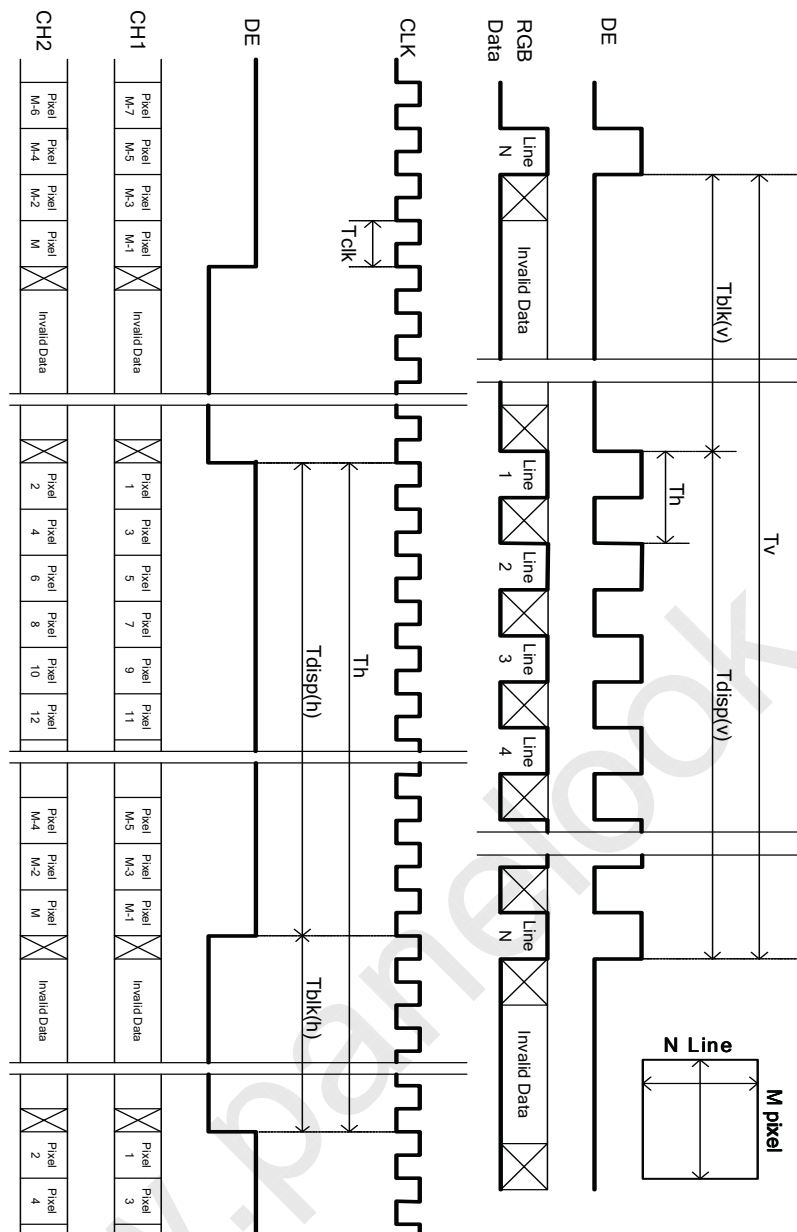 Tv
Tblk(v) Tdisp(v)
Th
M pixel
N Line
DE
RGB Data
Line N Invalid Data Line 1 Line 2 Line 3 Line 4 Line N Invalid Data
CLK
Tclk
Th
Tdisp(h) Tblk(h)
DE
CH1
Pixel M-7 Pixel M-5 Pixel M-3 Pixel M-1 Invalid Data Pixel 1 Pixel 3 Pixel 5 Pixel 7 Pixel 9 Pixel 11 Pixel M-5 Pixel M-3 Pixel M-1 Invalid Data Pixel 1 Pixel 3
CH2
Pixel M-6 Pixel M-4 Pixel M-2 Pixel M Invalid Data Pixel 2 Pixel 4 Pixel 6 Pixel 8 Pixel 10 Pixel 12 Pixel M-4 Pixel M-2 Pixel M Invalid Data Pixel 2 Pixel 4
w.panelook